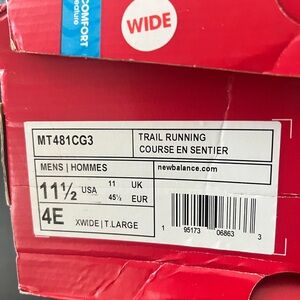 COMFORT
feature
WIDE
MT481CG3
TRAIL RUNNING
COURSE EN SENTIER
MENS | HOMMES
newbalance.com
11½ USA 11 UK
45½ EUR
4E XWIDE | T.LARGE
1 95173 06863 3